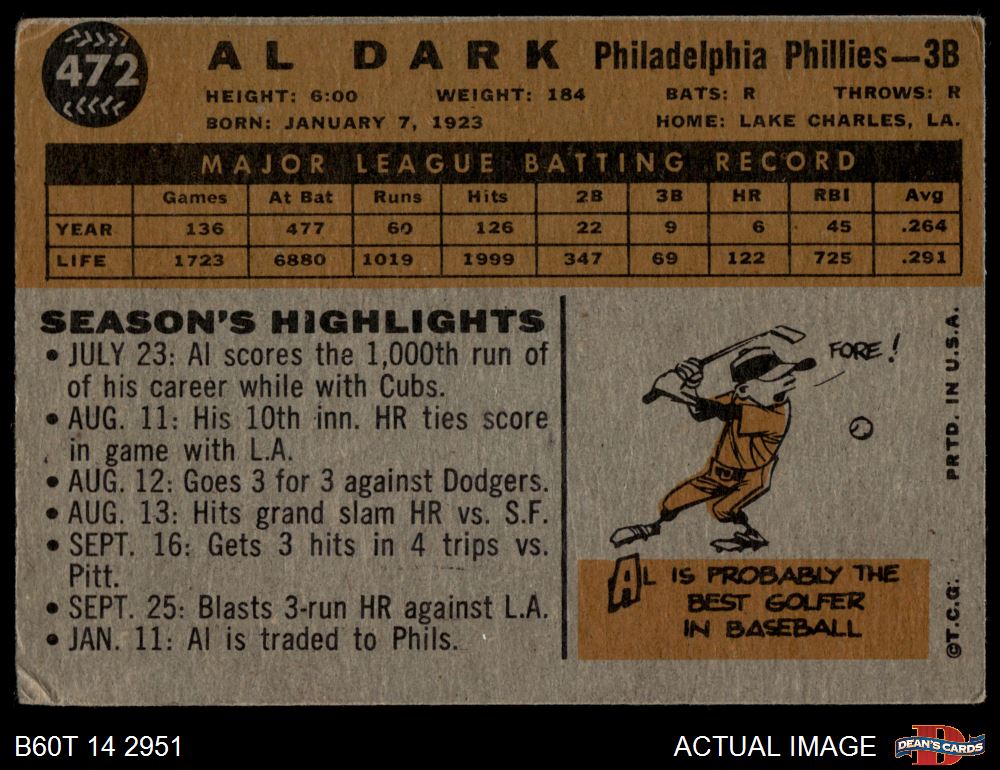 472
AL DARK Philadelphia Phillies—3B
HEIGHT: 6:00 WEIGHT: 184 BATS: R THROWS: R
BORN: JANUARY 7, 1923 HOME: LAKE CHARLES, LA.
MAJOR LEAGUE BATTING RECORD
Games At Bat Runs Hits 2B 3B HR RBI Avg
YEAR 136 477 60 126 22 9 6 45 .264
LIFE 1723 6880 1019 1999 347 69 122 725 .291
SEASON'S HIGHLIGHTS
• JULY 23: Al scores the 1,000th run of
of his career while with Cubs.
• AUG. 11: His 10th inn. HR ties score
in game with L.A.
• AUG. 12: Goes 3 for 3 against Dodgers.
• AUG. 13: Hits grand slam HR vs. S.F.
• SEPT. 16: Gets 3 hits in 4 trips vs.
Pitt.
• SEPT. 25: Blasts 3-run HR against L.A.
• JAN. 11: Al is traded to Phils.
FORE!
AL IS PROBABLY THE
BEST GOLFER
IN BASEBALL
©T.C.G. PRTD. IN U.S.A.
B60T 14 2951
ACTUAL IMAGE
D
DEAN'S CARDS